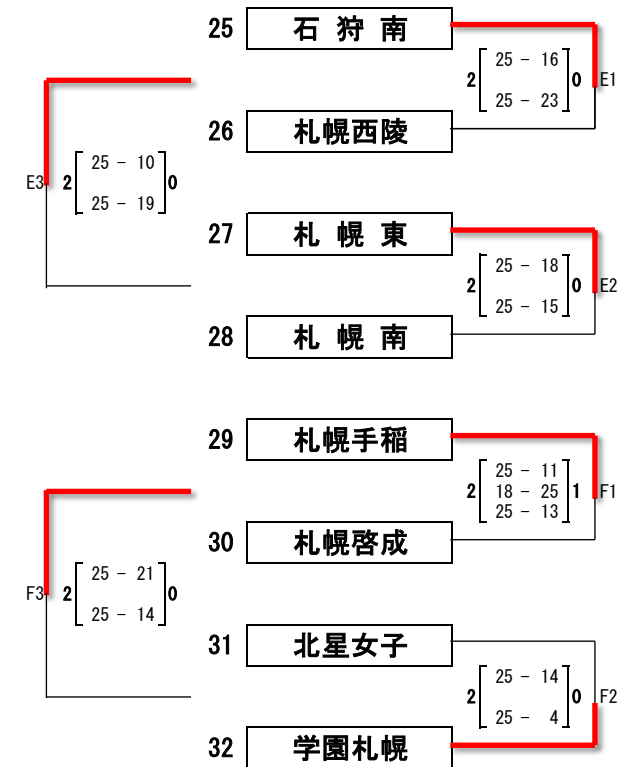 25 石 狩 南
25 － 16
2 0 E1
25 － 23
26 札幌西陵
25 － 10
E3 2 0
25 － 19
27 札 幌 東
25 － 18
2 0 E2
25 － 15
28 札 幌 南
29 札幌手稲
25 － 11
2 18 － 25 1 F1
25 － 13
30 札幌啓成
25 － 21
F3 2 0
25 － 14
31 北星女子
25 － 14
2 0 F2
25 － 4
32 学園札幌